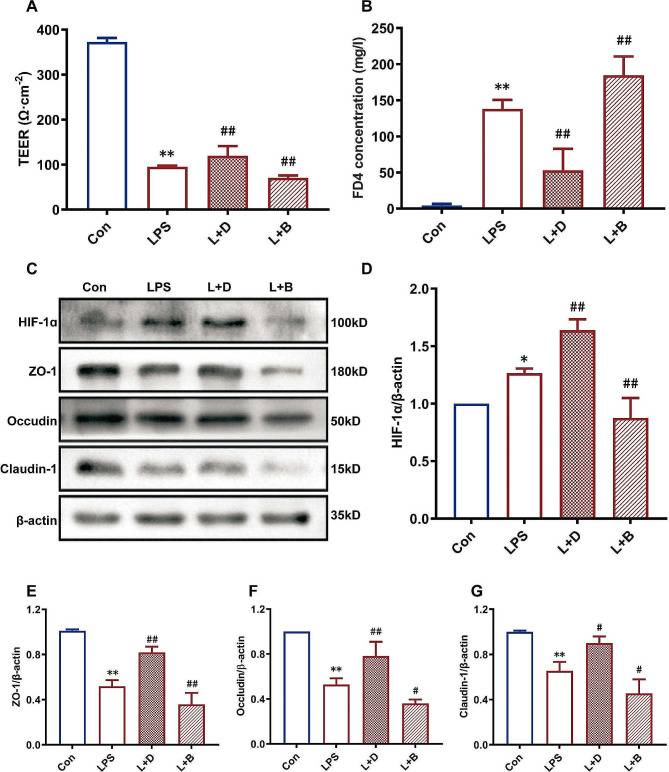 A
TEER (Ω·cm⁻²)
400
300
200
100
0
**
##
##
Con
LPS
L+D
L+B
B
FD4 concentration (mg/l)
250
200
150
100
50
0
**
##
##
Con
LPS
L+D
L+B
C
Con LPS L+D L+B
HIF-1α 100kD
ZO-1 180kD
Occudin 50kD
Claudin-1 15kD
β-actin 35kD
D
HIF-1α/β-actin
2.0
1.5
1.0
0.5
0.0
*
##
##
Con
LPS
L+D
L+B
E
ZO-1/β-actin
1.2
0.8
0.4
0.0
**
##
##
Con
LPS
L+D
L+B
F
Occludin/β-actin
1.2
0.8
0.4
0.0
**
##
#
Con
LPS
L+D
L+B
G
Claudin-1/β-actin
1.2
0.8
0.4
0.0
**
#
#
Con
LPS
L+D
L+B